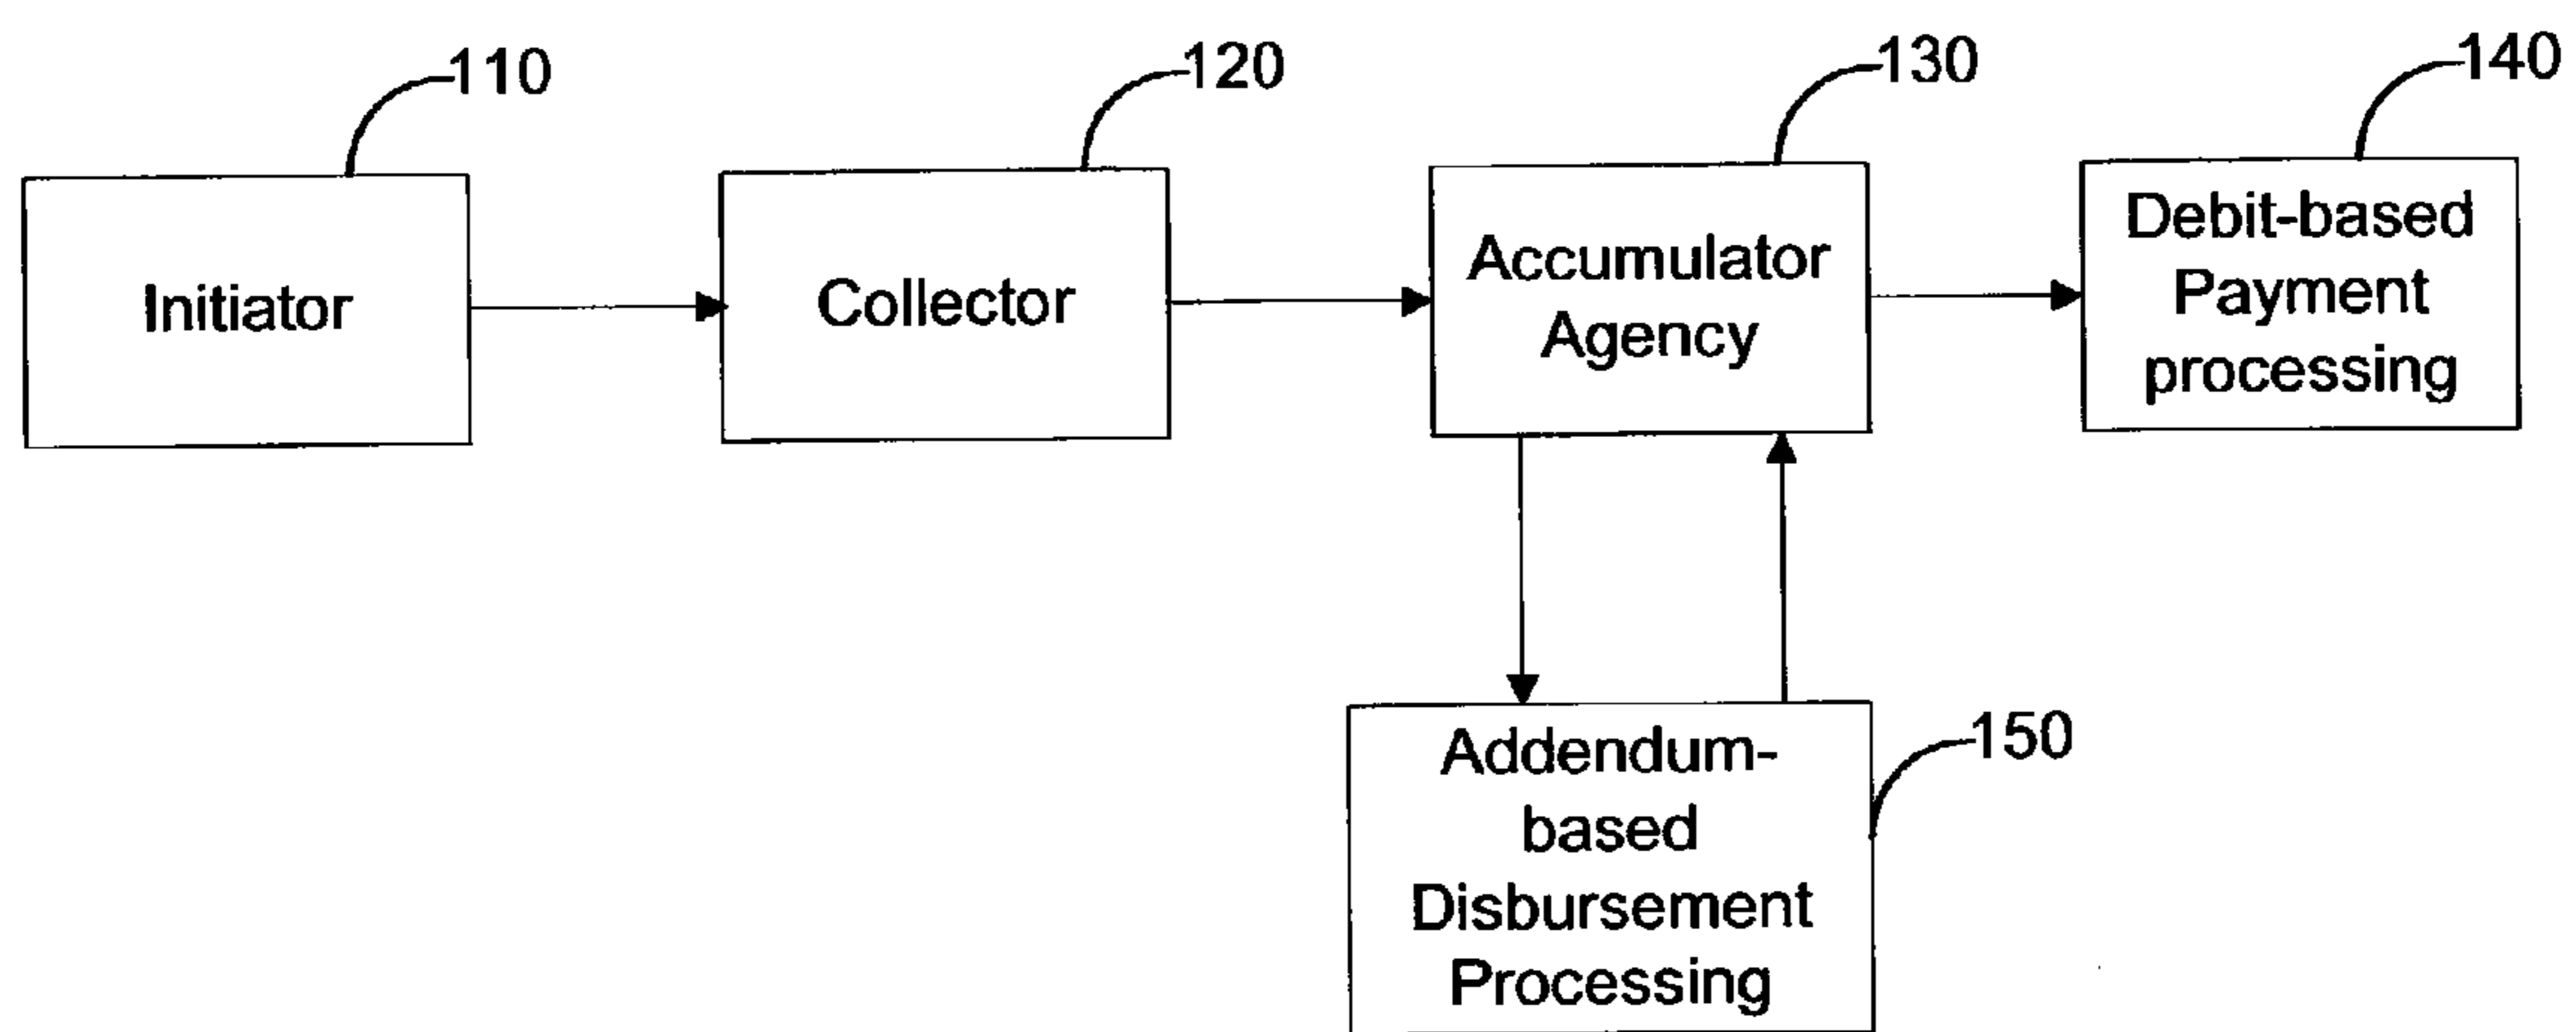 110
120
130
140
Initiator
Collector
Accumulator
Agency
Debit-based
Payment
processing
150
Addendum-
based
Disbursement
Processing